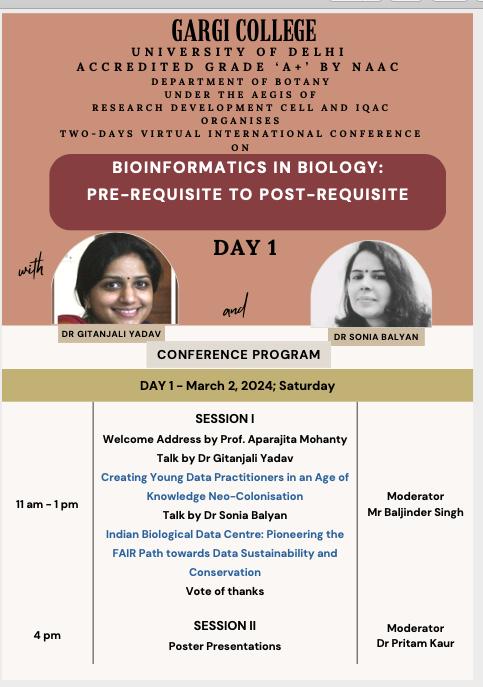 GARGI COLLEGE
UNIVERSITY OF DELHI
ACCREDITED GRADE ‘A+’ BY NAAC
DEPARTMENT OF BOTANY
UNDER THE AEGIS OF
RESEARCH DEVELOPMENT CELL AND IQAC
ORGANISES
TWO-DAYS VIRTUAL INTERNATIONAL CONFERENCE
ON
BIOINFORMATICS IN BIOLOGY:
PRE-REQUISITE TO POST-REQUISITE
DAY 1
with
and
DR GITANJALI YADAV
DR SONIA BALYAN
CONFERENCE PROGRAM
DAY 1 - March 2, 2024; Saturday
11 am - 1 pm
SESSION I
Welcome Address by Prof. Aparajita Mohanty
Talk by Dr Gitanjali Yadav
Creating Young Data Practitioners in an Age of
Knowledge Neo-Colonisation
Talk by Dr Sonia Balyan
Indian Biological Data Centre: Pioneering the
FAIR Path towards Data Sustainability and
Conservation
Vote of thanks
Moderator
Mr Baljinder Singh
4 pm
SESSION II
Poster Presentations
Moderator
Dr Pritam Kaur